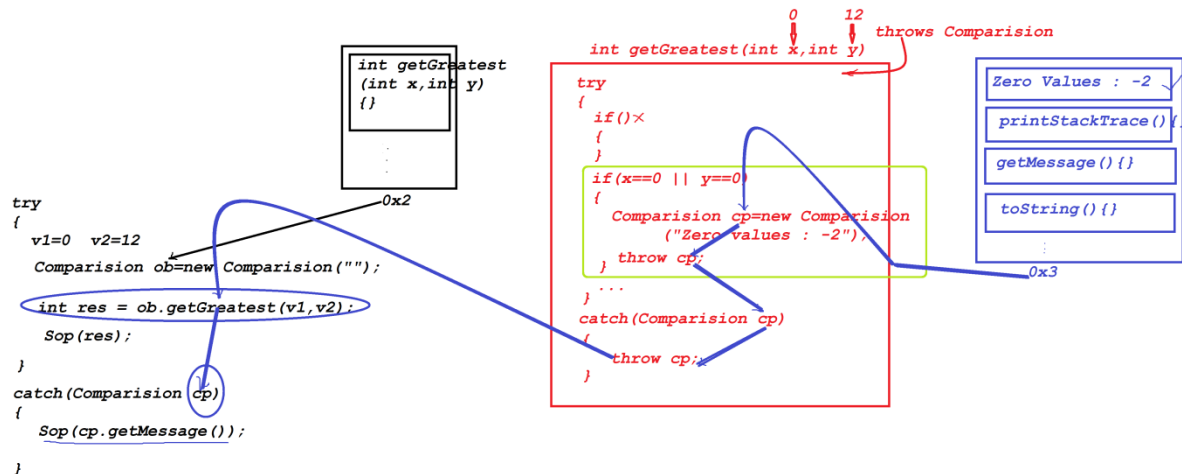 int getGreatest
(int x,int y)
{}
0x2
try
{
v1=0 v2=12
Comparision ob=new Comparision("");
int res = ob.getGreatest(v1,v2);
Sop(res);
}
catch(Comparision cp)
{
Sop(cp.getMessage());
}
0 12
int getGreatest(int x,int y)
throws Comparision
try
{
if()×
{
}
if(x==0 || y==0)
{
Comparision cp=new Comparision
("Zero values : -2");
throw cp;
}
...
}
catch(Comparision cp)
{
throw cp;
}
Zero Values : -2
printStackTrace(){}
getMessage(){}
toString(){}
0x3